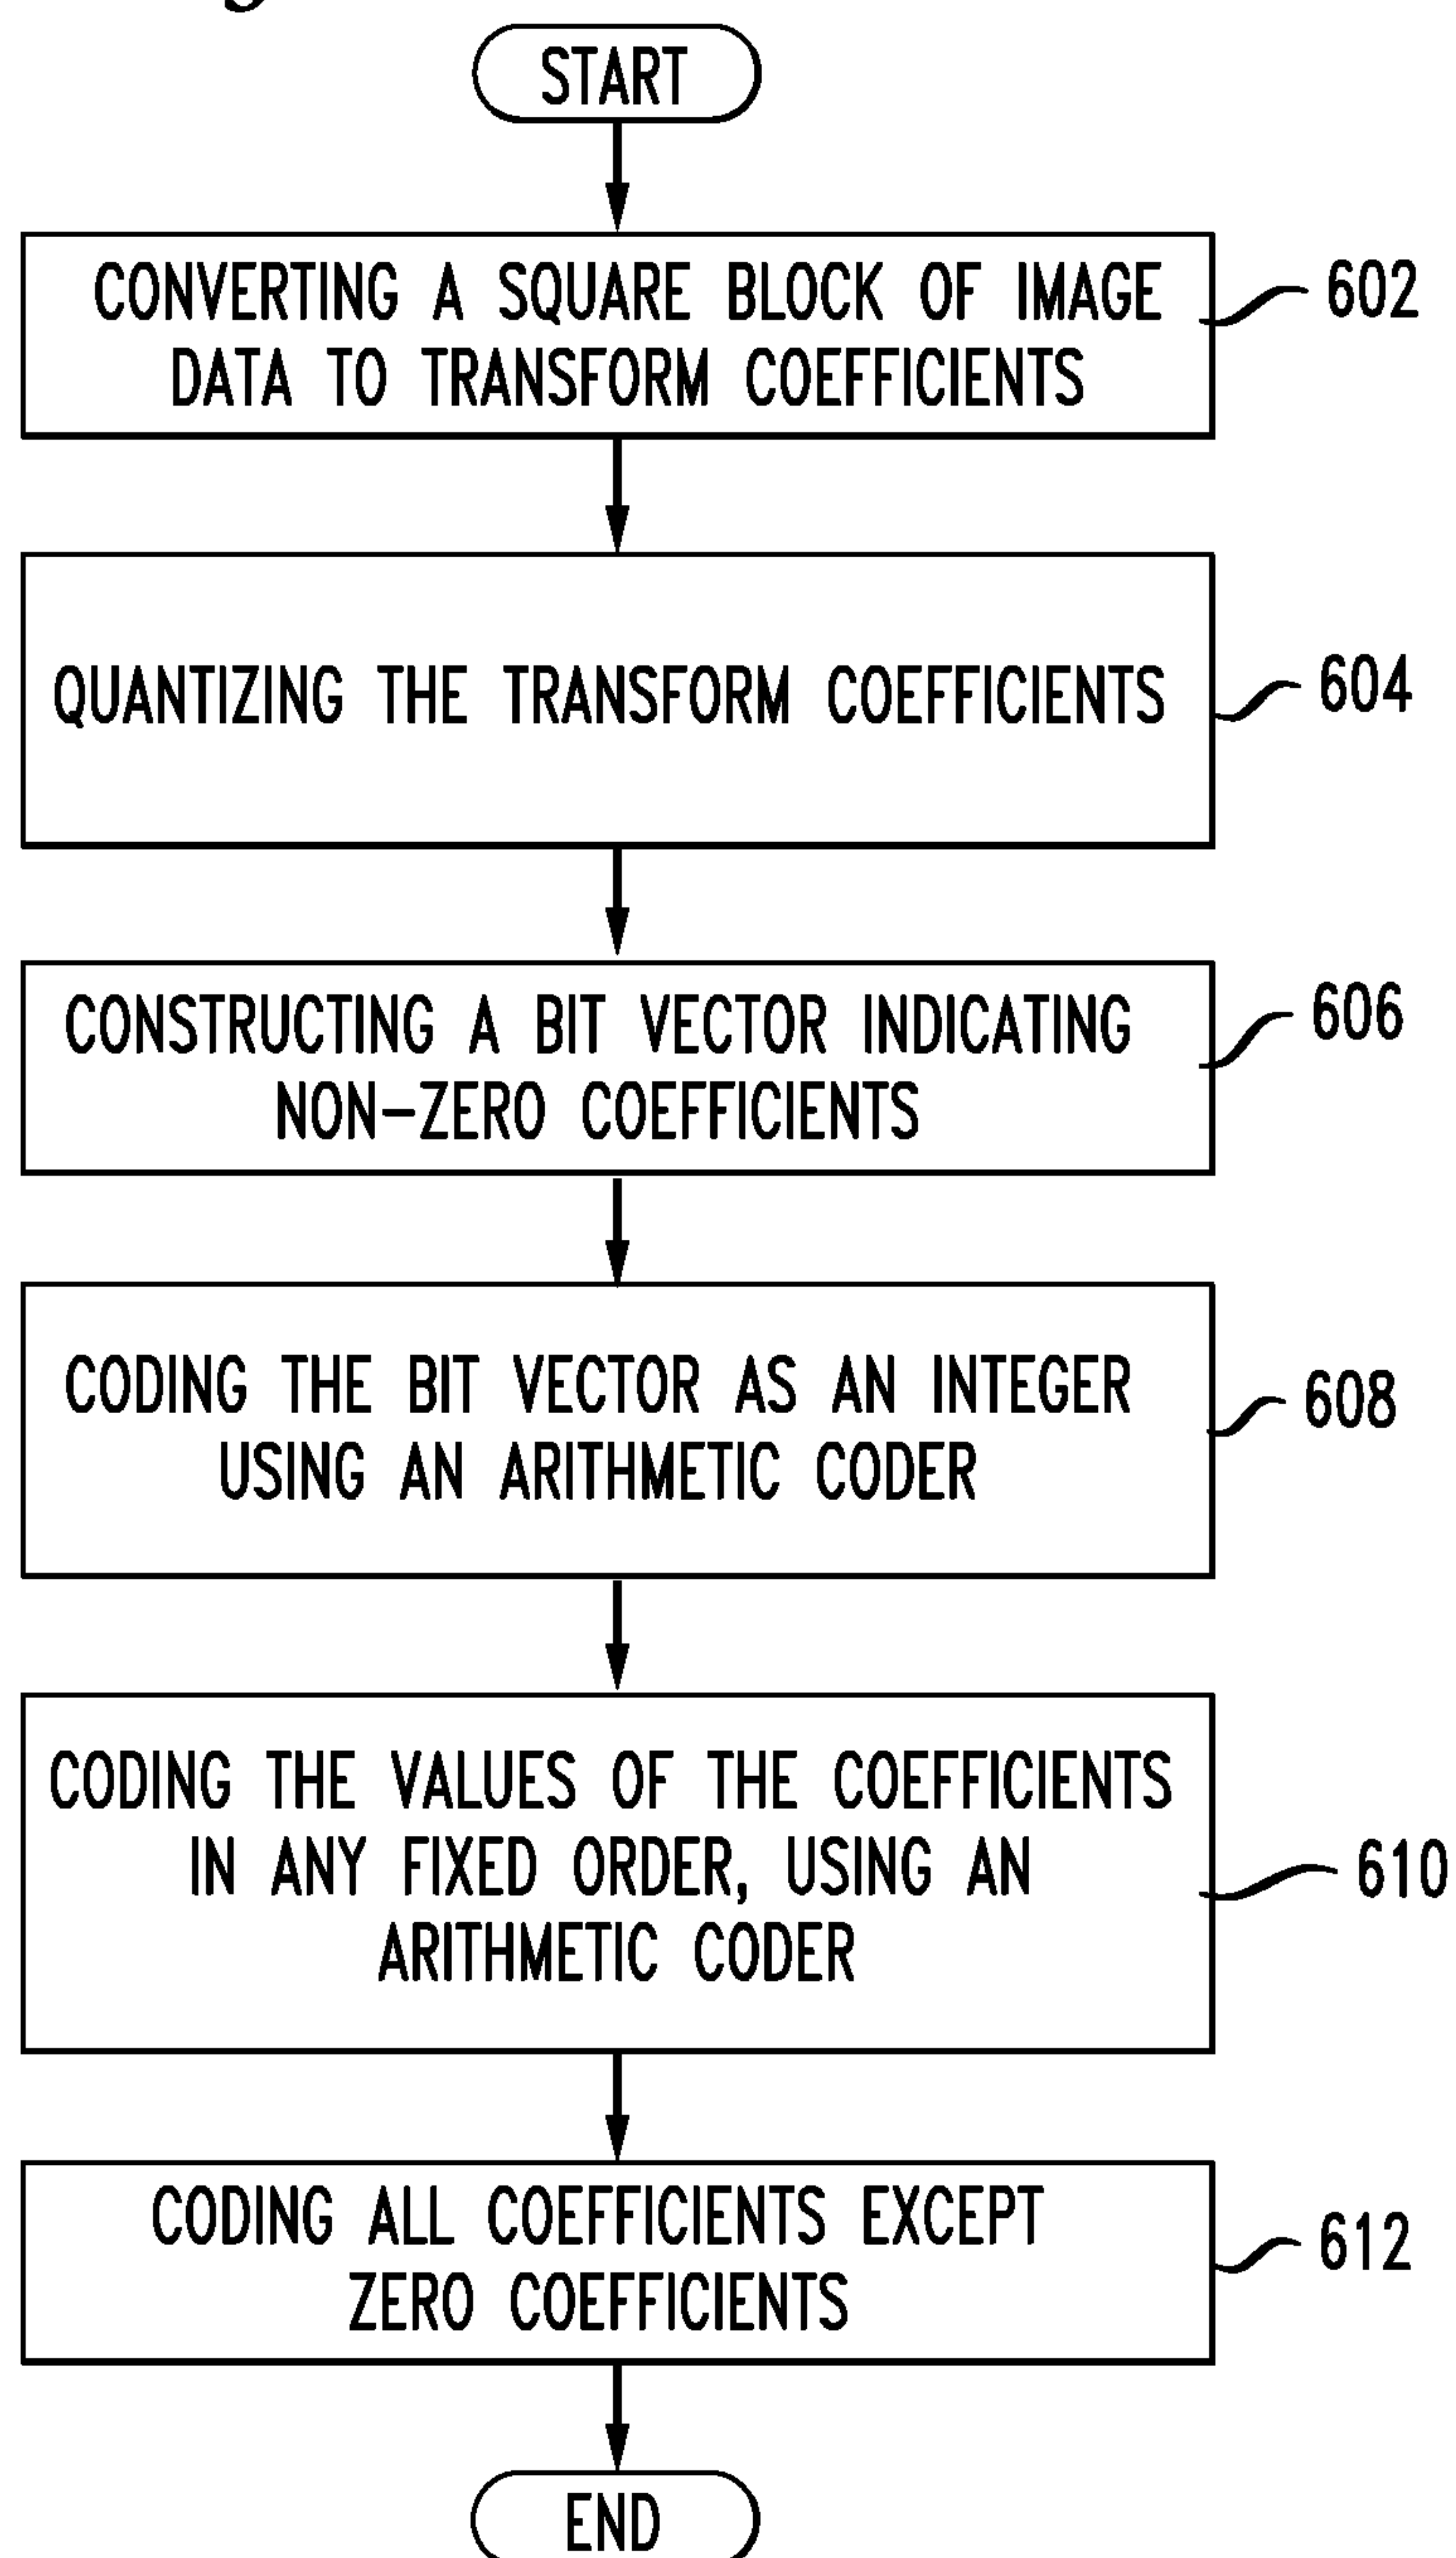 START
CONVERTING A SQUARE BLOCK OF IMAGE
DATA TO TRANSFORM COEFFICIENTS
602
QUANTIZING THE TRANSFORM COEFFICIENTS
604
CONSTRUCTING A BIT VECTOR INDICATING
NON-ZERO COEFFICIENTS
606
CODING THE BIT VECTOR AS AN INTEGER
USING AN ARITHMETIC CODER
608
CODING THE VALUES OF THE COEFFICIENTS
IN ANY FIXED ORDER, USING AN
ARITHMETIC CODER
610
CODING ALL COEFFICIENTS EXCEPT
ZERO COEFFICIENTS
612
END